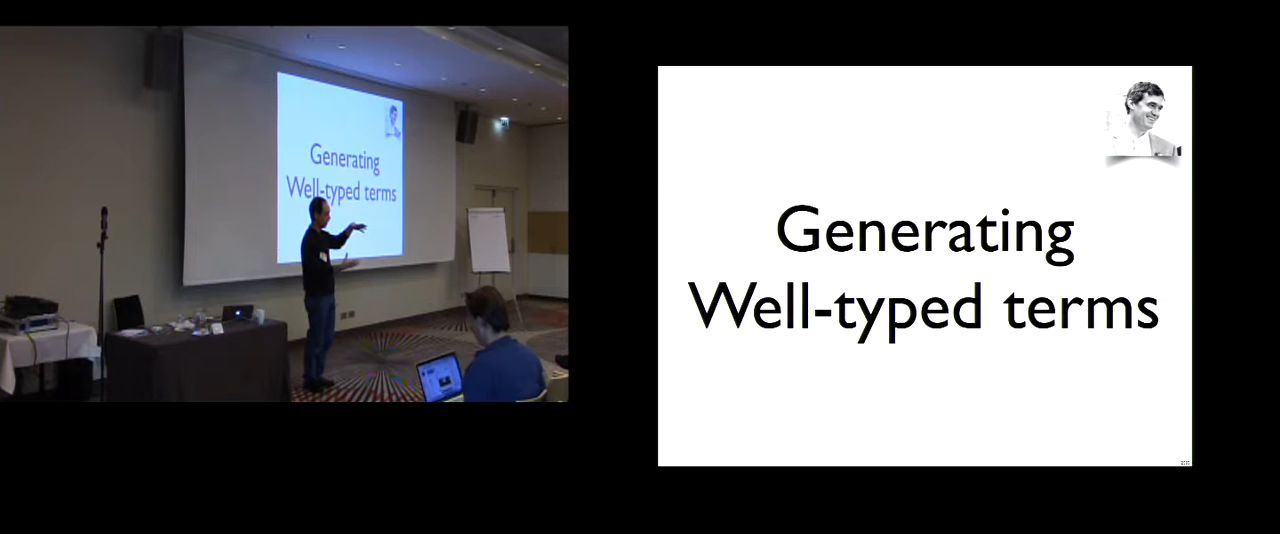 Generating
Well-typed terms
Generating
Well-typed terms